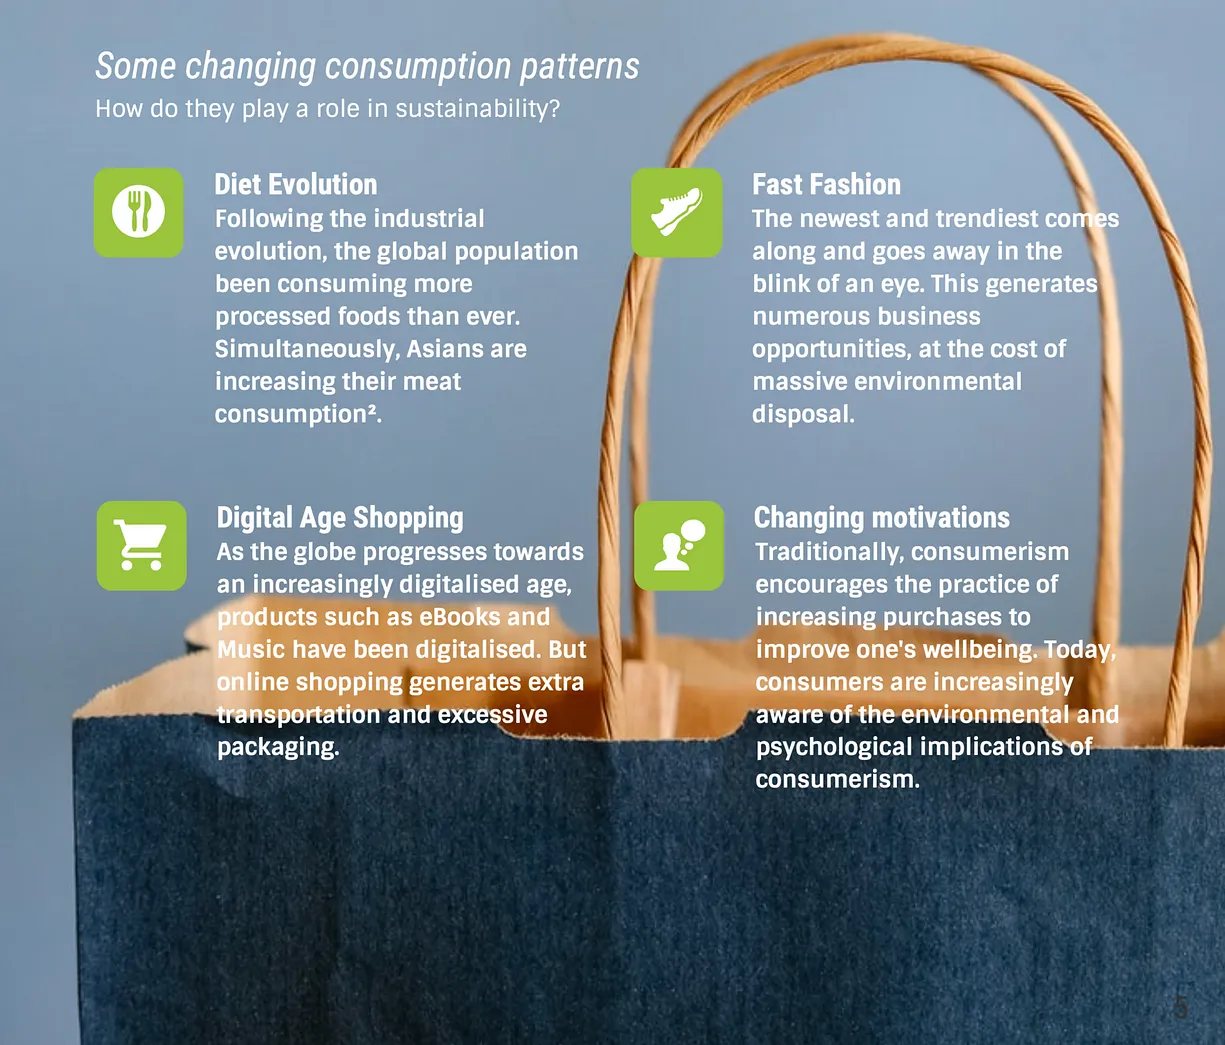 Some changing consumption patterns
How do they play a role in sustainability?
Diet Evolution
Following the industrial
evolution, the global population
been consuming more
processed foods than ever.
Simultaneously, Asians are
increasing their meat
consumption².
Fast Fashion
The newest and trendiest comes
along and goes away in the
blink of an eye. This generates
numerous business
opportunities, at the cost of
massive environmental
disposal.
Digital Age Shopping
As the globe progresses towards
an increasingly digitalised age,
products such as eBooks and
Music have been digitalised. But
online shopping generates extra
transportation and excessive
packaging.
Changing motivations
Traditionally, consumerism
encourages the practice of
increasing purchases to
improve one's wellbeing. Today,
consumers are increasingly
aware of the environmental and
psychological implications of
consumerism.
5